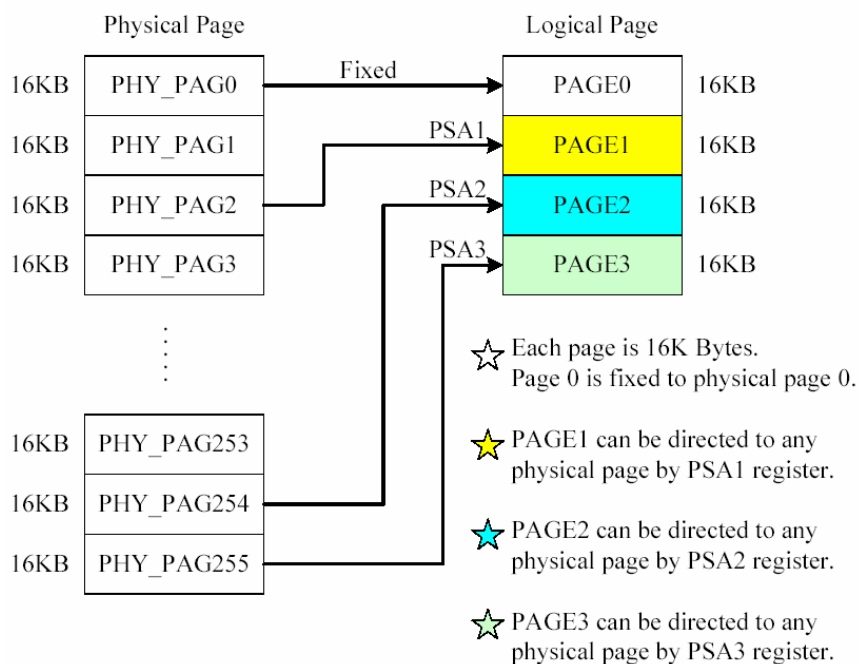 Physical Page
Logical Page
Fixed
16KB PHY_PAG0
PAGE0 16KB
16KB PHY_PAG1
PSA1
PAGE1 16KB
16KB PHY_PAG2
PSA2
PAGE2 16KB
16KB PHY_PAG3
PSA3
PAGE3 16KB
Each page is 16K Bytes.
Page 0 is fixed to physical page 0.
16KB PHY_PAG253
PAGE1 can be directed to any
physical page by PSA1 register.
16KB PHY_PAG254
PAGE2 can be directed to any
physical page by PSA2 register.
16KB PHY_PAG255
PAGE3 can be directed to any
physical page by PSA3 register.